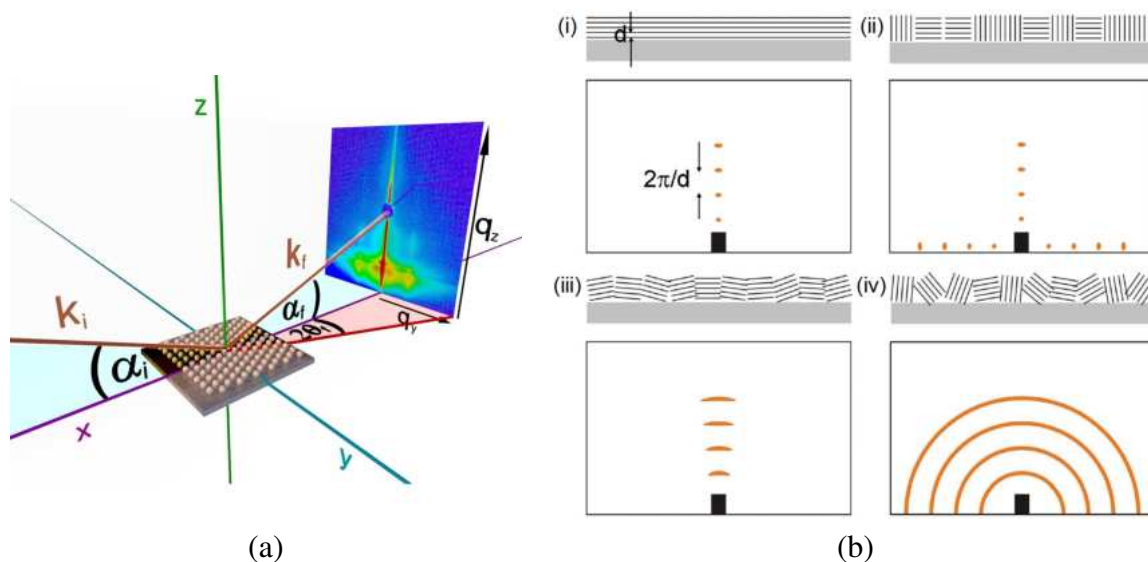 z
k_f
q_z
k_i
α_i
α_f
2θ_f
q_y
x
y
(a)
b
(i)
d
(ii)
2π/d
(iii)
(iv)
(b)